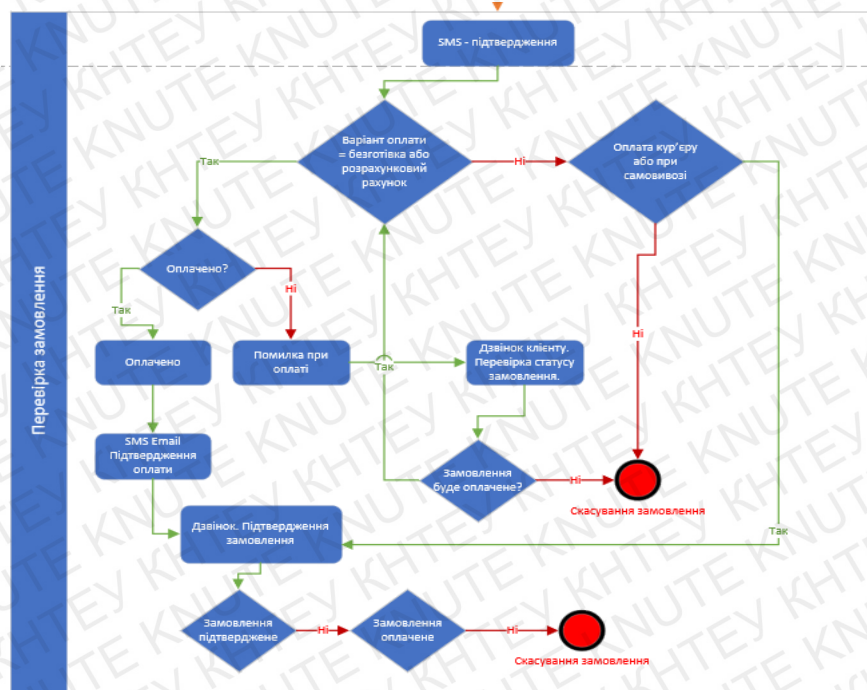 SMS - підтвердження
Перевірка замовлення
Варіант оплати
= безготівка або
розрахунковий
рахунок
Оплата кур'єру
або при
самовивозі
Так
Ні
Оплачено?
Ні
Так
Ні
Оплачено
Помилка при
оплаті
Так
Дзвінок клієнту.
Перевірка статусу
замовлення.
SMS Email
Підтвердження
оплати
Замовлення
буде оплачене?
Ні
Скасування замовлення
Дзвінок. Підтвердження
замовлення
Так
Замовлення
підтверджене
Ні
Замовлення
оплачене
Ні
Скасування замовлення
KNUTE КНТЕУ